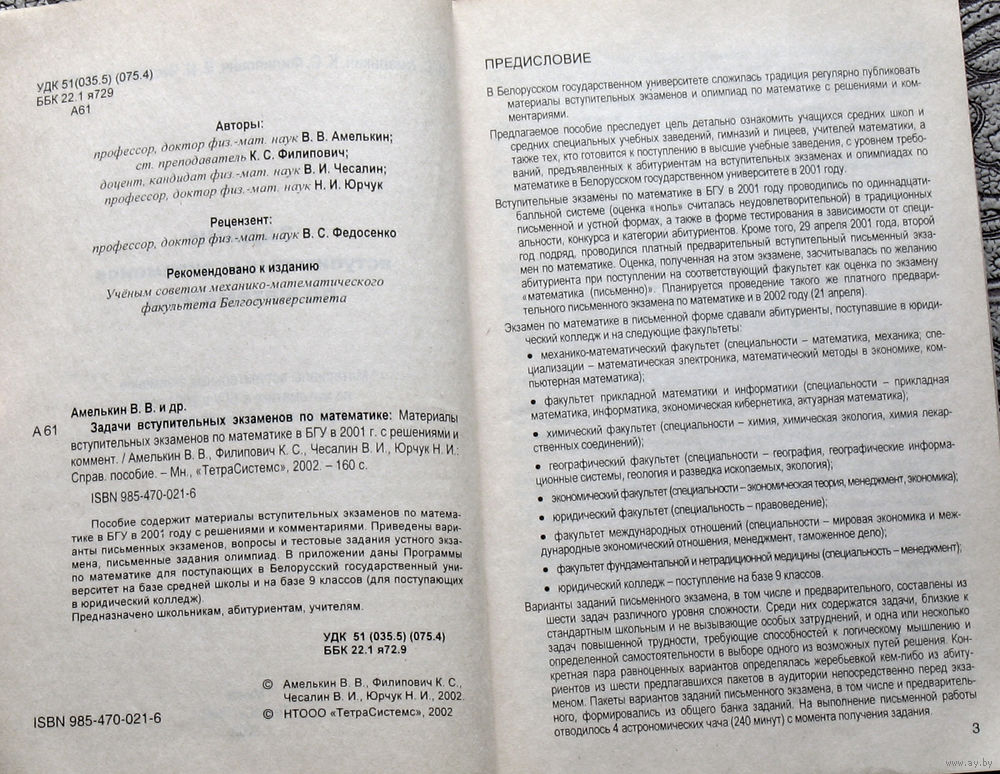 УДК 51(035.5) (075.4)
ББК 22.1 я729
А61
Авторы:
профессор, доктор физ.-мат. наук В. В. Амелькин;
ст. преподаватель К. С. Филипович;
доцент, кандидат физ.-мат. наук В. И. Чесалин;
профессор, доктор физ.-мат. наук Н. И. Юрчук
Рецензент:
профессор, доктор физ.-мат. наук В. С. Федосенко
Рекомендовано к изданию
Учёным советом механико-математического
факультета Белгосуниверситета
Амелькин В. В. и др.
А 61 Задачи вступительных экзаменов по математике: Материалы
вступительных экзаменов по математике в БГУ в 2001 г. с решениями и
коммент. / Амелькин В. В., Филипович К. С., Чесалин В. И., Юрчук Н. И.:
Справ. пособие. – Мн., «ТетраСистемс», 2002. – 160 с.
ISBN 985-470-021-6
Пособие содержит материалы вступительных экзаменов по матема-
тике в БГУ в 2001 году с решениями и комментариями. Приведены вари-
анты письменных экзаменов, вопросы и тестовые задания устного экза-
мена, письменные задания олимпиад. В приложении даны Программы
по математике для поступающих в Белорусский государственный уни-
верситет на базе средней школы и на базе 9 классов (для поступающих
в юридический колледж).
Предназначено школьникам, абитуриентам, учителям.
УДК 51 (035.5) (075.4)
ББК 22.1 я72.9
© Амелькин В. В., Филипович К. С.,
Чесалин В. И., Юрчук Н. И., 2002.
ISBN 985-470-021-6
© НТООО «ТетраСистемс», 2002
ПРЕДИСЛОВИЕ
В Белорусском государственном университете сложилась традиция регулярно публиковать
материалы вступительных экзаменов и олимпиад по математике с решениями и ком-
ментариями.
Предлагаемое пособие преследует цель детально ознакомить учащихся средних школ и
средних специальных учебных заведений, гимназий и лицеев, учителей математики, а
также тех, кто готовится к поступлению в высшие учебные заведения, с уровнем требо-
ваний, предъявленных к абитуриентам на вступительных экзаменах и олимпиадах по
математике в Белорусском государственном университете в 2001 году.
Вступительные экзамены по математике в БГУ в 2001 году проводились по одиннадцати-
балльной системе (оценка «ноль» считалась неудовлетворительной) в традиционных
письменной и устной формах, а также в форме тестирования в зависимости от специ-
альности, конкурса и категории абитуриентов. Кроме того, 29 апреля 2001 года, второй
год подряд, проводился платный предварительный вступительный письменный экза-
мен по математике. Оценка, полученная на этом экзамене, засчитывалась по желанию
абитуриента при поступлении на соответствующий факультет как оценка по экзамену
«математика (письменно)». Планируется проведение такого же платного предвари-
тельного письменного экзамена по математике и в 2002 году (21 апреля).
Экзамен по математике в письменной форме сдавали абитуриенты, поступавшие в юриди-
ческий колледж и на следующие факультеты:
• механико-математический факультет (специальности – математика, механика; спе-
циализации – математическая электроника, математические методы в экономике, ком-
пьютерная математика);
• факультет прикладной математики и информатики (специальности – прикладная
математика, информатика, экономическая кибернетика, актуарная математика);
• химический факультет (специальности – химия, химическая экология, химия лекар-
ственных соединений);
• географический факультет (специальности – география, географические информа-
ционные системы, геология и разведка ископаемых, экология);
• экономический факультет (специальности – экономическая теория, менеджмент, экономика);
• юридический факультет (специальность – правоведение);
• факультет международных отношений (специальности – мировая экономика и меж-
дународные экономический отношения, менеджмент, таможенное дело);
• факультет фундаментальной и нетрадиционной медицины (специальность – менеджмент);
• юридический колледж – поступление на базе 9 классов.
Варианты заданий письменного экзамена, в том числе и предварительного, составлены из
шести задач различного уровня сложности. Среди них содержатся задачи, близкие к
стандартным школьным и не вызывающие особых затруднений, и одна или несколько
задач повышенной трудности, требующие способностей к логическому мышлению и
определенной самостоятельности в выборе одного из возможных путей решения. Кон-
кретная пара равноценных вариантов определялась жеребьевкой кем-либо из абиту-
риентов из шести предлагавшихся пакетов в аудитории непосредственно перед экза-
меном. Пакеты вариантов заданий письменного экзамена, в том числе и предваритель-
ного, формировались из общего банка заданий. На выполнение письменной работы
отводилось 4 астрономических чача (240 минут) с момента получения задания.
3
www.ay.by